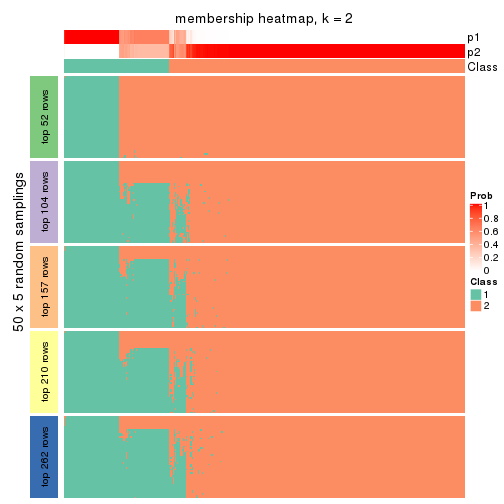 membership heatmap, k = 2
p1
p2
Class
50 x 5 random samplings
top 52 rows
top 104 rows
top 157 rows
top 210 rows
top 262 rows
Prob
1
0.8
0.6
0.4
0.2
0
Class
1
2